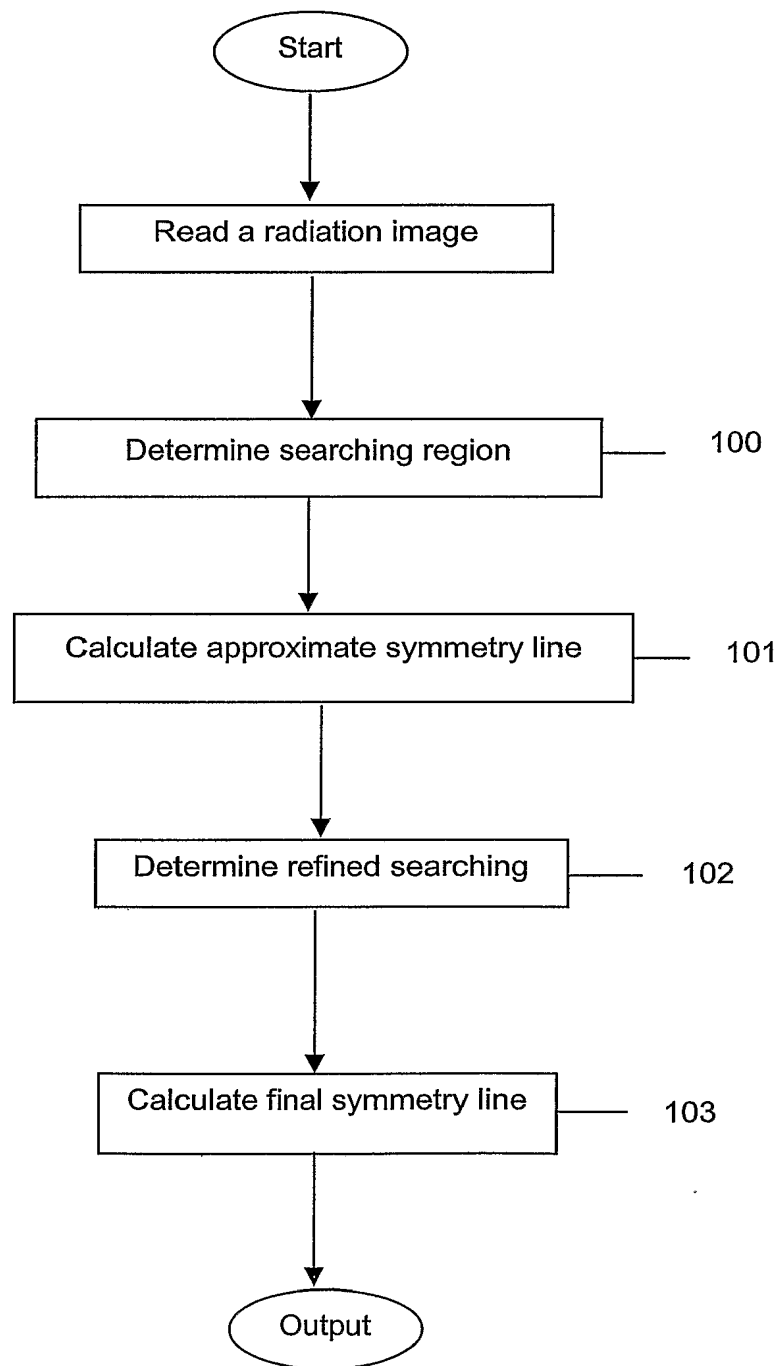 Start
Read a radiation image
Determine searching region
100
Calculate approximate symmetry line
101
Determine refined searching
102
Calculate final symmetry line
103
Output